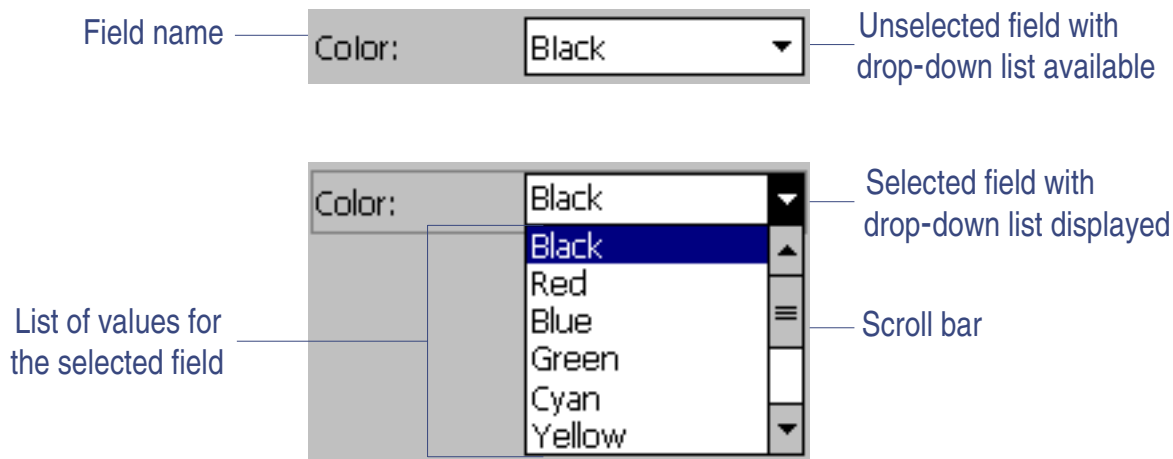 Field name
Color:
Black
Unselected field with
drop-down list available
Color:
Black
Selected field with
drop-down list displayed
Black
Red
Blue
Green
Cyan
Yellow
List of values for
the selected field
Scroll bar